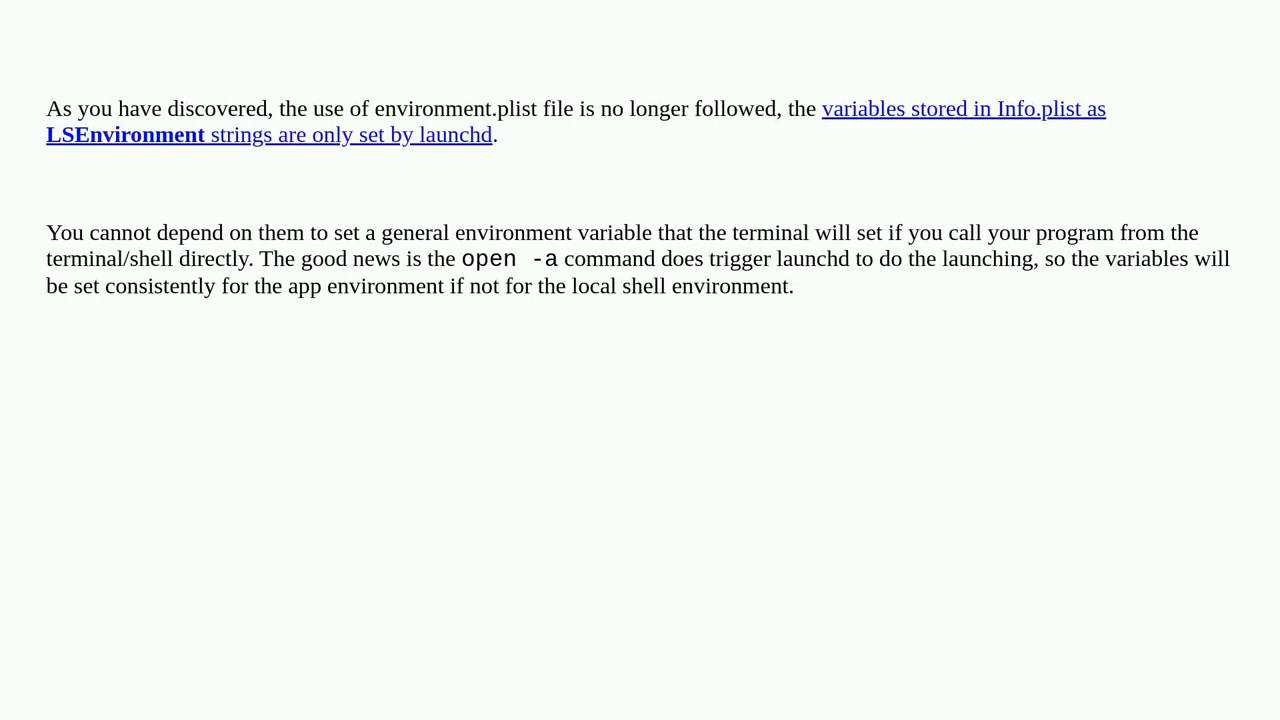 As you have discovered, the use of environment.plist file is no longer followed, the variables stored in Info.plist as
LSEnvironment strings are only set by launchd.
You cannot depend on them to set a general environment variable that the terminal will set if you call your program from the
terminal/shell directly. The good news is the open -a command does trigger launchd to do the launching, so the variables will
be set consistently for the app environment if not for the local shell environment.